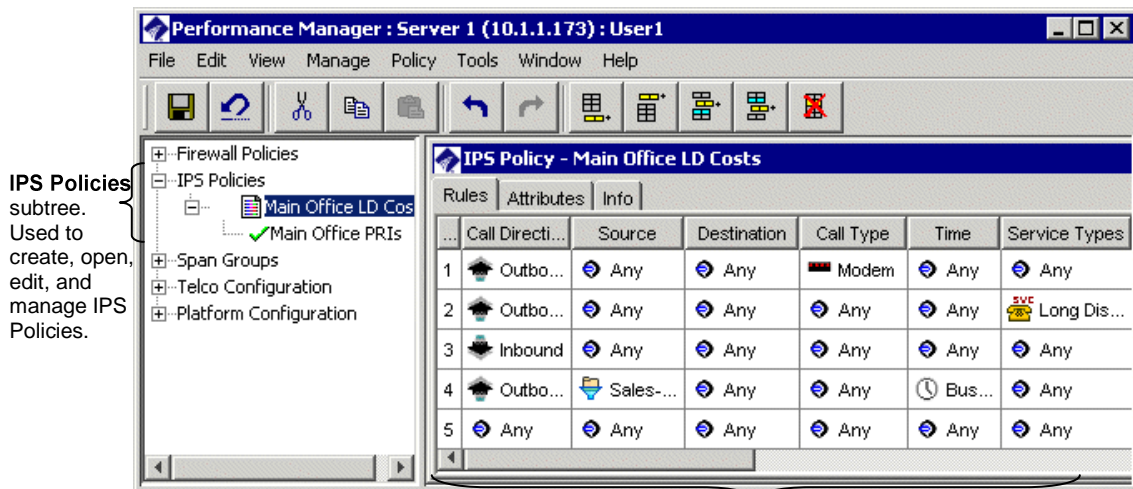 Performance Manager : Server 1 (10.1.1.173) : User1
File Edit View Manage Policy Tools Window Help
IPS Policies
subtree.
Used to
create, open,
edit, and
manage IPS
Policies.
Firewall Policies
IPS Policies
Main Office LD Cos
Main Office PRIs
Span Groups
Telco Configuration
Platform Configuration
IPS Policy - Main Office LD Costs
Rules Attributes Info
... Call Directi... Source Destination Call Type Time Service Types
1 Outbo... Any Any Modem Any Any
2 Outbo... Any Any Any Any SVC Long Dis...
3 Inbound Any Any Any Any Any
4 Outbo... Sales-... Any Any Bus... Any
5 Any Any Any Any Any Any